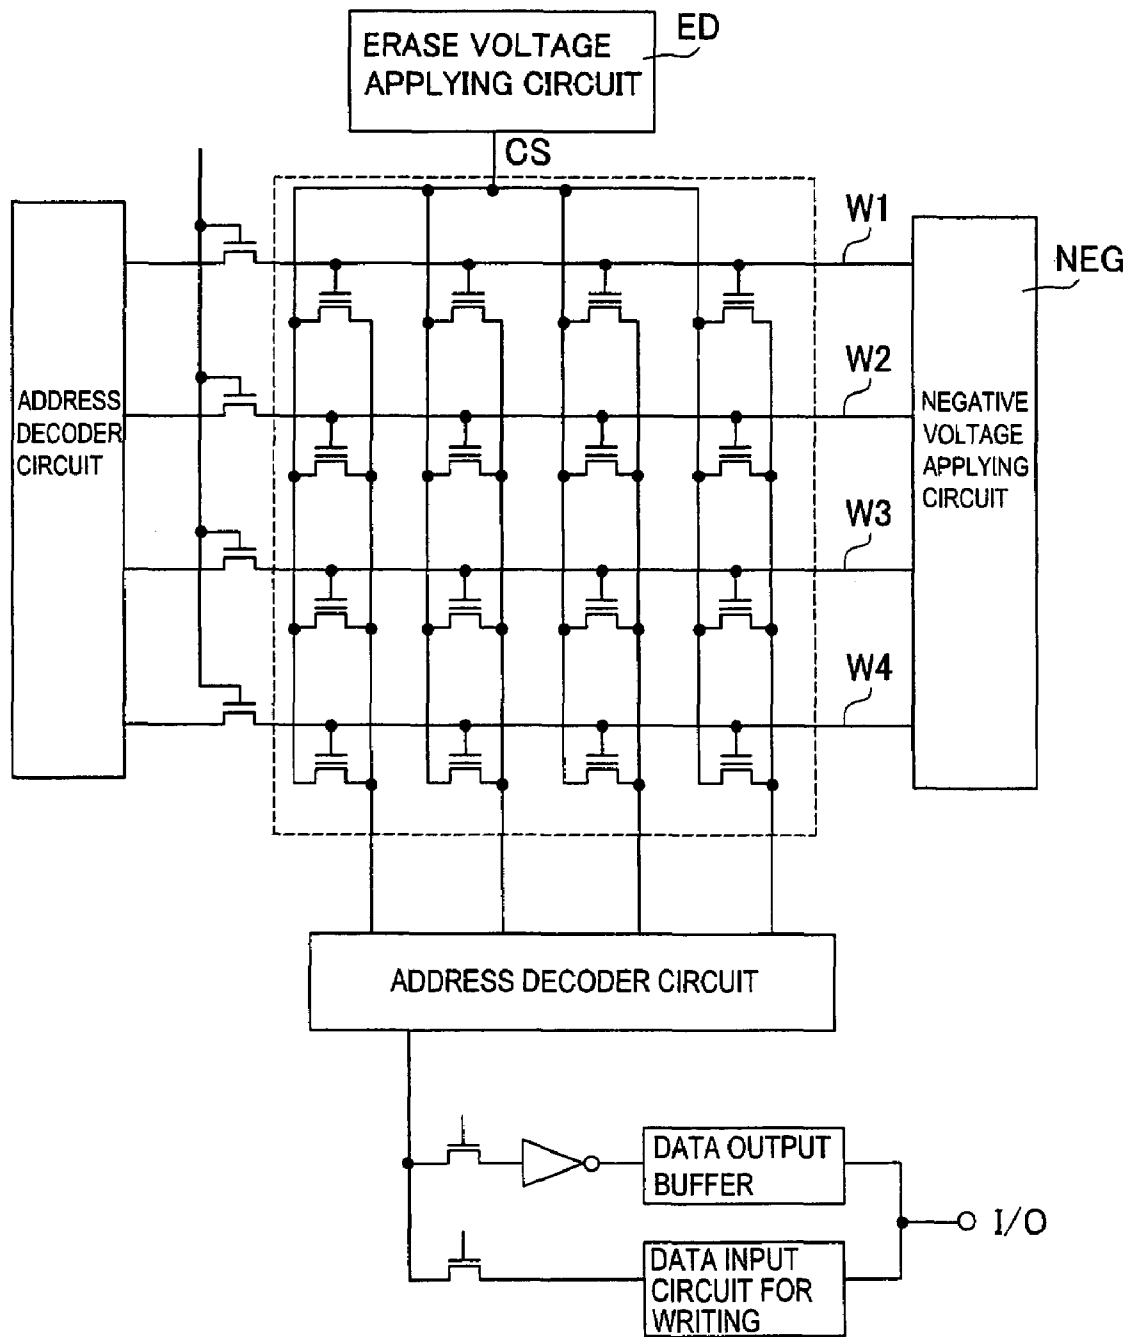 ED
ERASE VOLTAGE
APPLYING CIRCUIT
CS
W1
NEG
W2
ADDRESS
DECODER
CIRCUIT
NEGATIVE
VOLTAGE
APPLYING
CIRCUIT
W3
W4
ADDRESS DECODER CIRCUIT
DATA OUTPUT
BUFFER
I/O
DATA INPUT
CIRCUIT FOR
WRITING